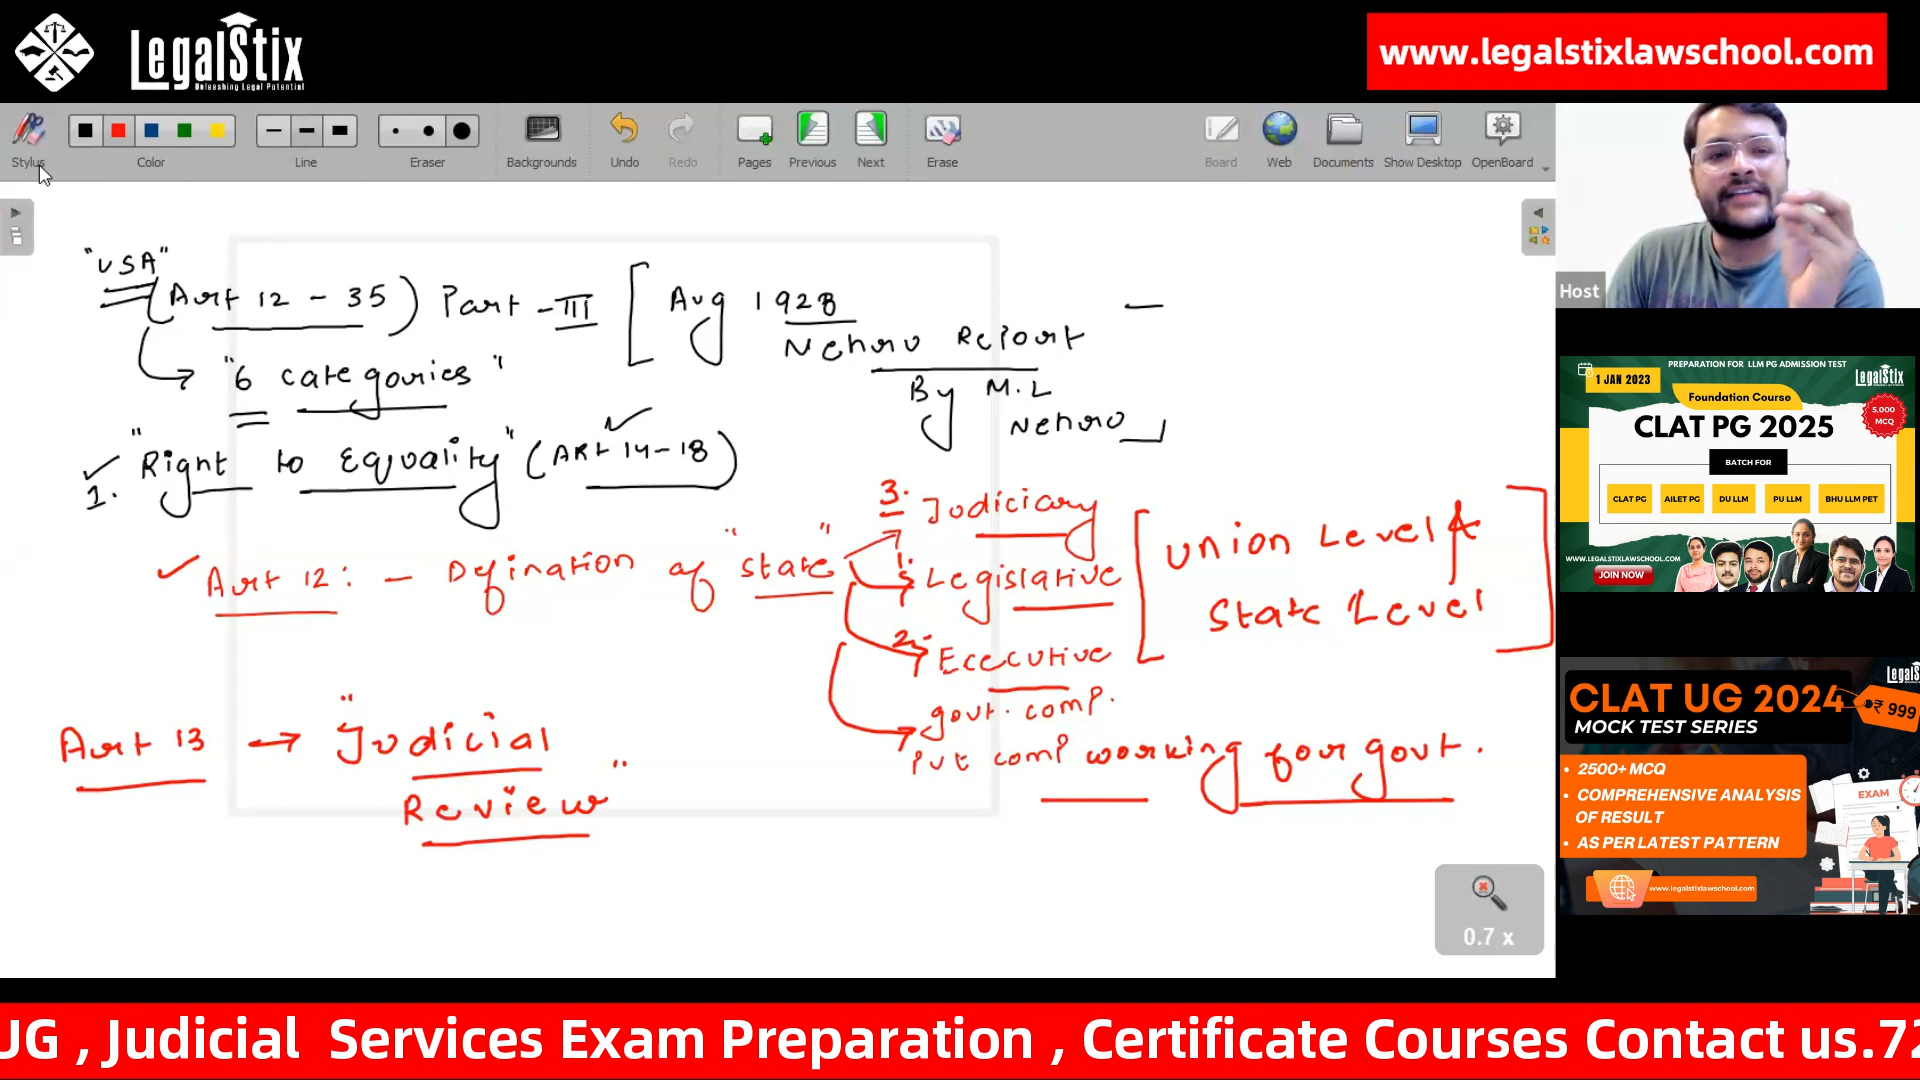 LegalStix
Unleashing Legal Potential
www.legalstixlawschool.com
Stylus
Color
Line
Eraser
Backgrounds
Undo
Redo
Pages
Previous
Next
Erase
Board
Web
Documents
Show Desktop
OpenBoard
"USA"
(Art 12 - 35) Part - III [ Aug 1928
Nehru Report
By M.L
Nehru ]
"6 categories"
1. "Right to Equality" (ART 14-18)
Art 12 : - Defination of "state"
3. Judiciary
1. Legislative
2. Executive
govt. comp.
Pvt comp working for govt.
[ Union Level &
State Level ]
Art 13 → "Judicial
Review"
0.7 x
Host
1 JAN 2023
PREPARATION FOR LLM PG ADMISSION TEST
LegalStix
Foundation Course
5,000
MCQ
CLAT PG 2025
BATCH FOR
CLAT PG
AILET PG
DU LLM
PU LLM
BHU LLM PET
WWW.LEGALSTIXLAWSCHOOL.COM
JOIN NOW
LegalS
CLAT UG 2024
₹ 999
MOCK TEST SERIES
• 2500+ MCQ
• COMPREHENSIVE ANALYSIS
OF RESULT
• AS PER LATEST PATTERN
EXAM
www.legalstixlawschool.com
UG , Judicial Services Exam Preparation , Certificate Courses Contact us.72